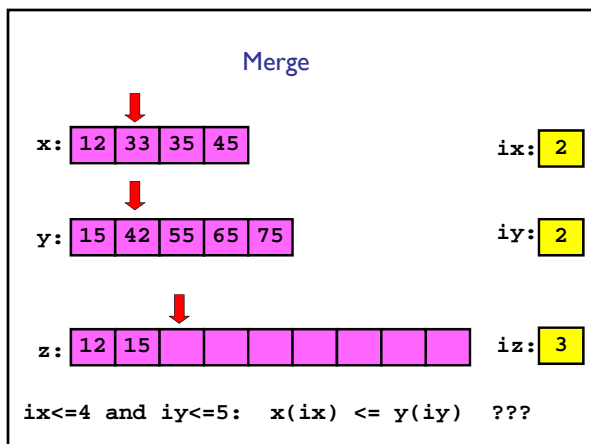 Merge
x: 12 33 35 45 ix: 2
y: 15 42 55 65 75 iy: 2
z: 12 15 iz: 3
ix<=4 and iy<=5: x(ix) <= y(iy) ???